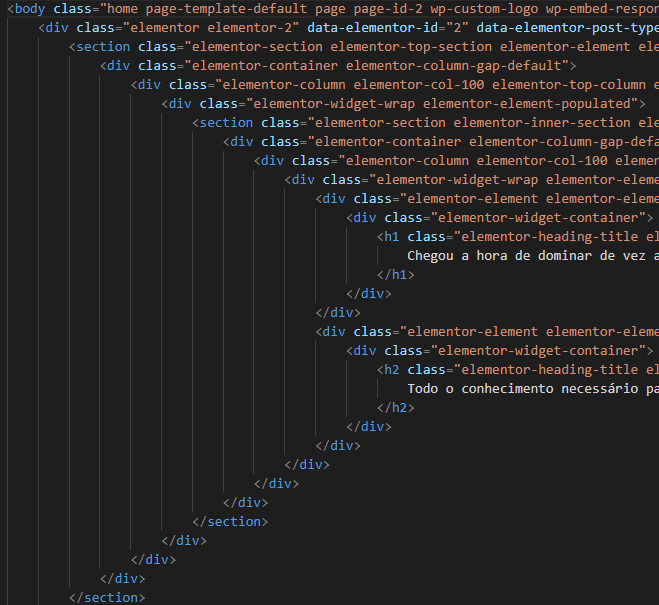 <body class="home page-template-default page page-id-2 wp-custom-logo wp-embed-respon
<div class="elementor elementor-2" data-elementor-id="2" data-elementor-post-type
<section class="elementor-section elementor-top-section elementor-element ele
<div class="elementor-container elementor-column-gap-default">
<div class="elementor-column elementor-col-100 elementor-top-column e
<div class="elementor-widget-wrap elementor-element-populated">
<section class="elementor-section elementor-inner-section ele
<div class="elementor-container elementor-column-gap-defa
<div class="elementor-column elementor-col-100 elemen
<div class="elementor-widget-wrap elementor-eleme
<div class="elementor-element elementor-eleme
<div class="elementor-widget-container">
<h1 class="elementor-heading-title el
Chegou a hora de dominar de vez a
</h1>
</div>
</div>
<div class="elementor-element elementor-eleme
<div class="elementor-widget-container">
<h2 class="elementor-heading-title el
Todo o conhecimento necessário pa
</h2>
</div>
</div>
</div>
</div>
</div>
</section>
</div>
</div>
</div>
</section>